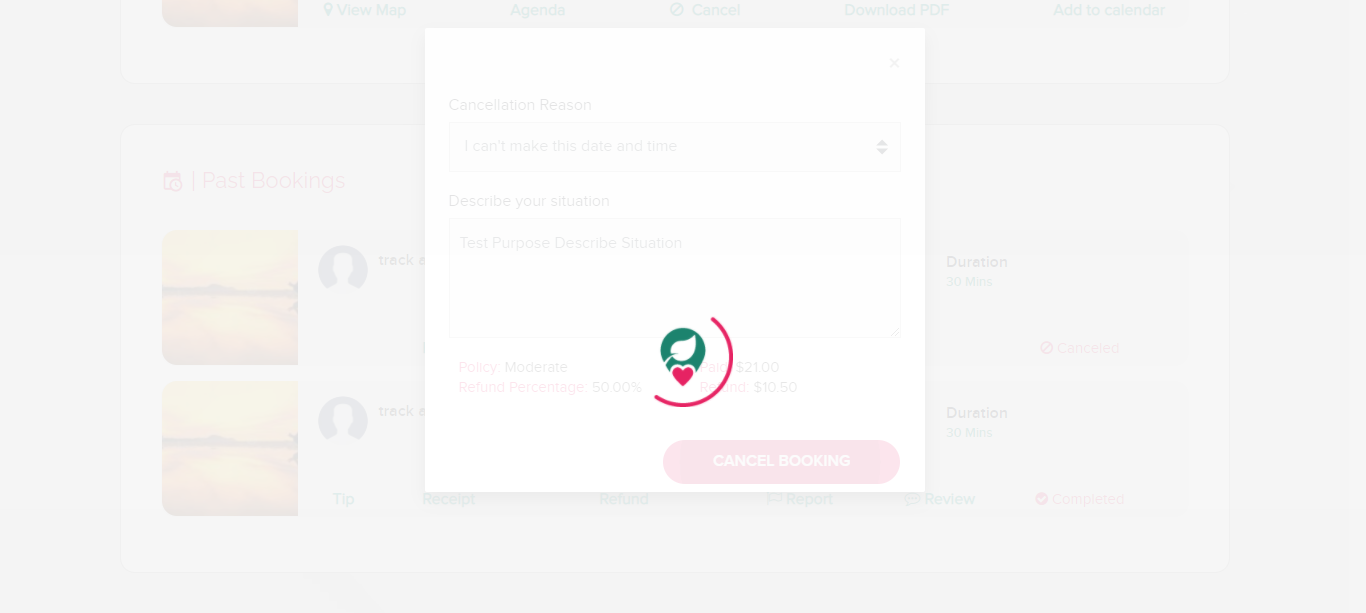 View Map Agenda Cancel Download PDF Add to calendar
×
Cancellation Reason
I can't make this date and time
| Past Bookings
Describe your situation
Test Purpose Describe Situation
track a
Duration
30 Mins
Canceled
Policy: Moderate Paid: $21.00
Refund Percentage: 50.00% Refund: $10.50
track a
Duration
30 Mins
CANCEL BOOKING
Tip Receipt Refund Report Review Completed